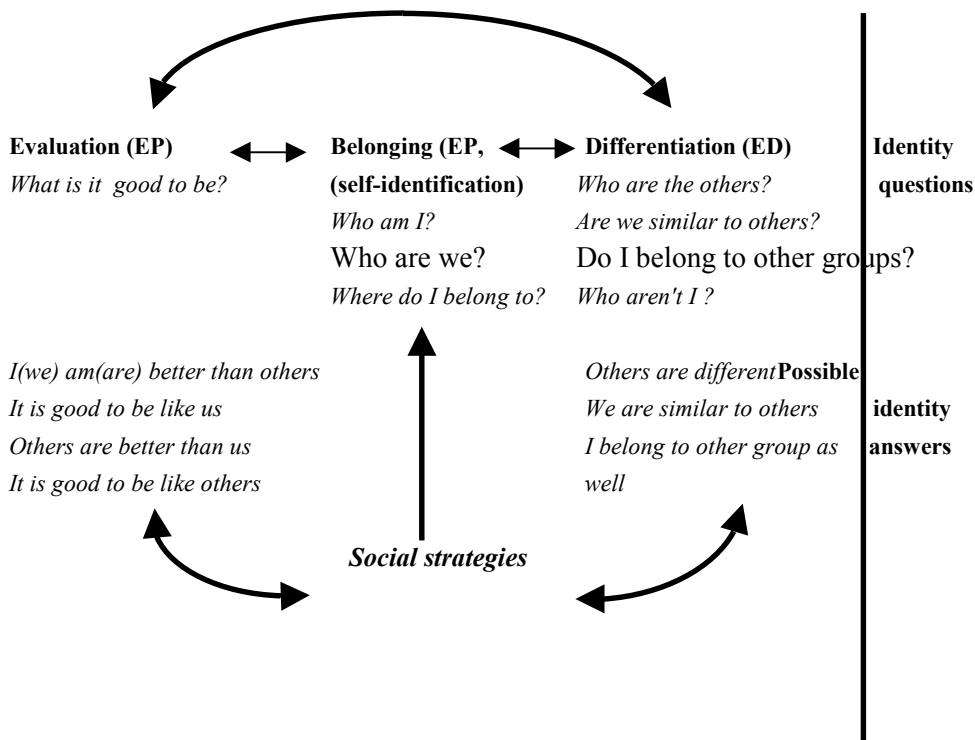 Evaluation (EP) Belonging (EP, Differentiation (ED) Identity
What is it good to be? (self-identification) Who are the others? questions
Who am I? Are we similar to others?
Who are we? Do I belong to other groups?
Where do I belong to? Who aren't I ?
I(we) am(are) better than others Others are different Possible
It is good to be like us We are similar to others identity
Others are better than us I belong to other group as answers
It is good to be like others well
Social strategies